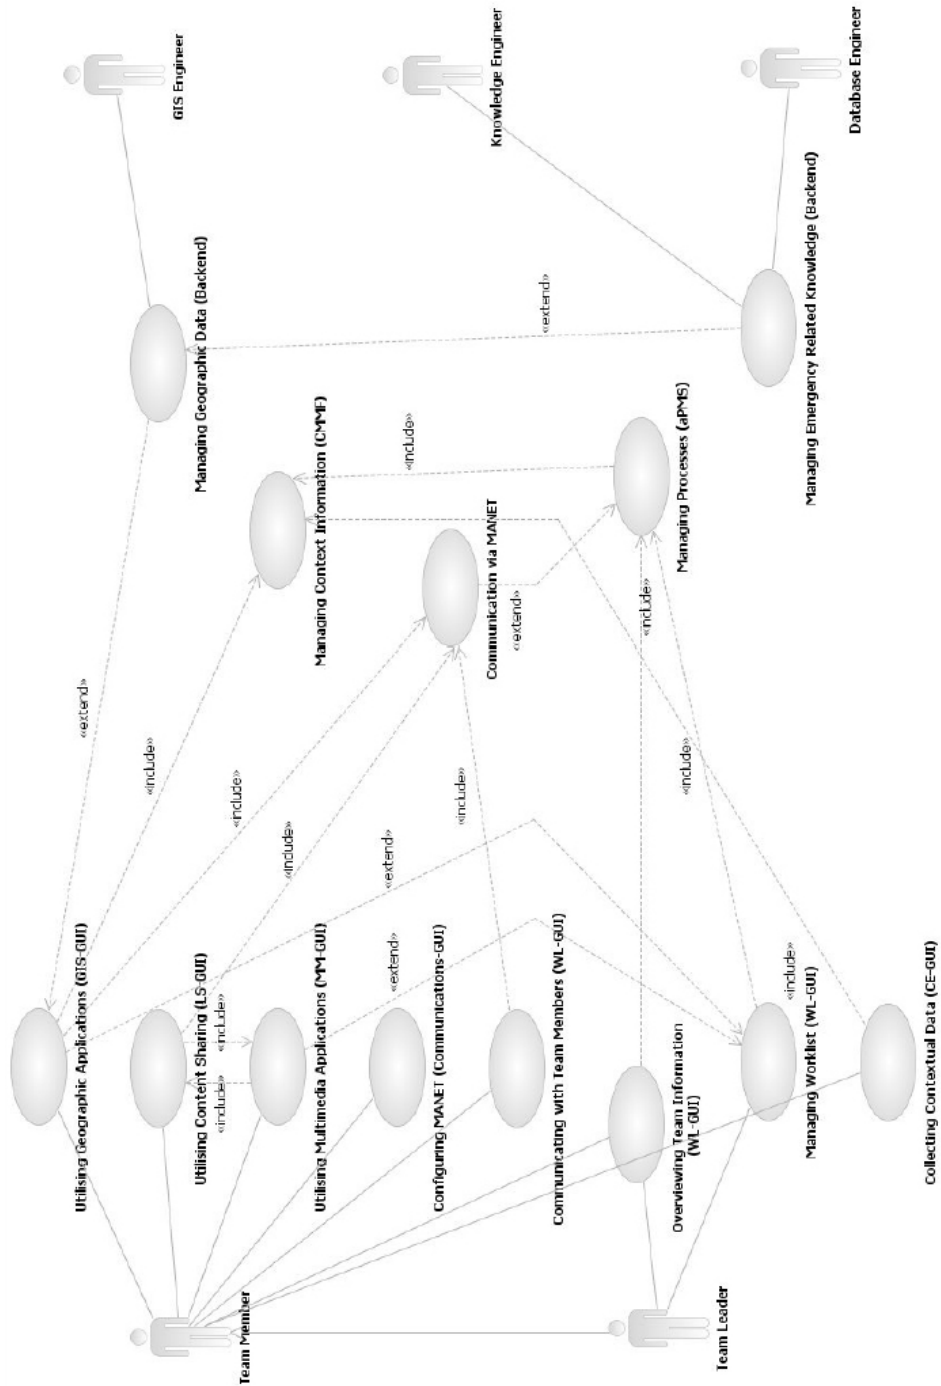 GIS Engineer
Knowledge Engineer
Database Engineer
Managing Geographic Data (Backend)
«extend»
Managing Emergency Related Knowledge (Backend)
Managing Context Information (CMMF)
«include»
Communication via MANET
«extend»
Managing Processes (aPMS)
«extend»
«include»
«include»
«include»
«extend»
«include»
«include»
«include»
Utilising Geographic Applications (GIS-GUI)
Utilising Content Sharing (LS-GUI)
«include»
«include»
Utilising Multimedia Applications (MM-GUI)
«extend»
Configuring MANET (Communications-GUI)
Communicating with Team Members (WL-GUI)
Overviewing Team Information
(WL-GUI)
«include»
Managing Worklist (WL-GUI)
Collecting Contextual Data (CE-GUI)
Team Member
Team Leader